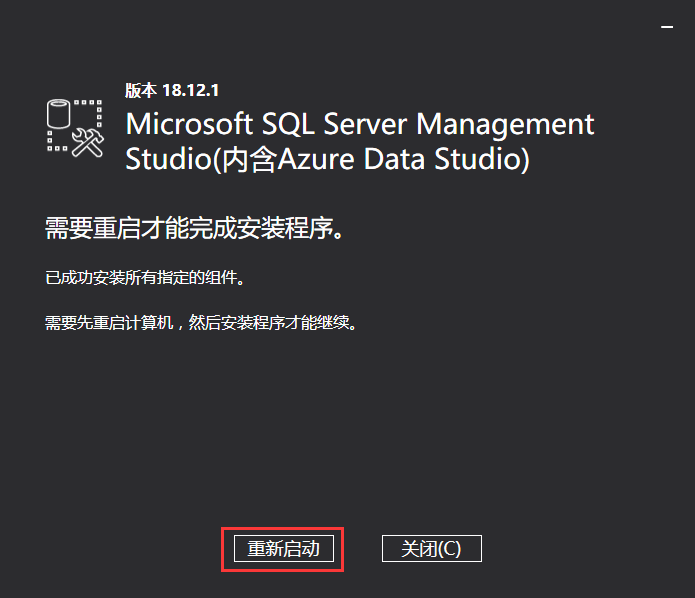 版本 18.12.1
Microsoft SQL Server Management
Studio(内含Azure Data Studio)
需要重启才能完成安装程序。
已成功安装所有指定的组件。
需要先重启计算机，然后安装程序才能继续。
重新启动 关闭(C)